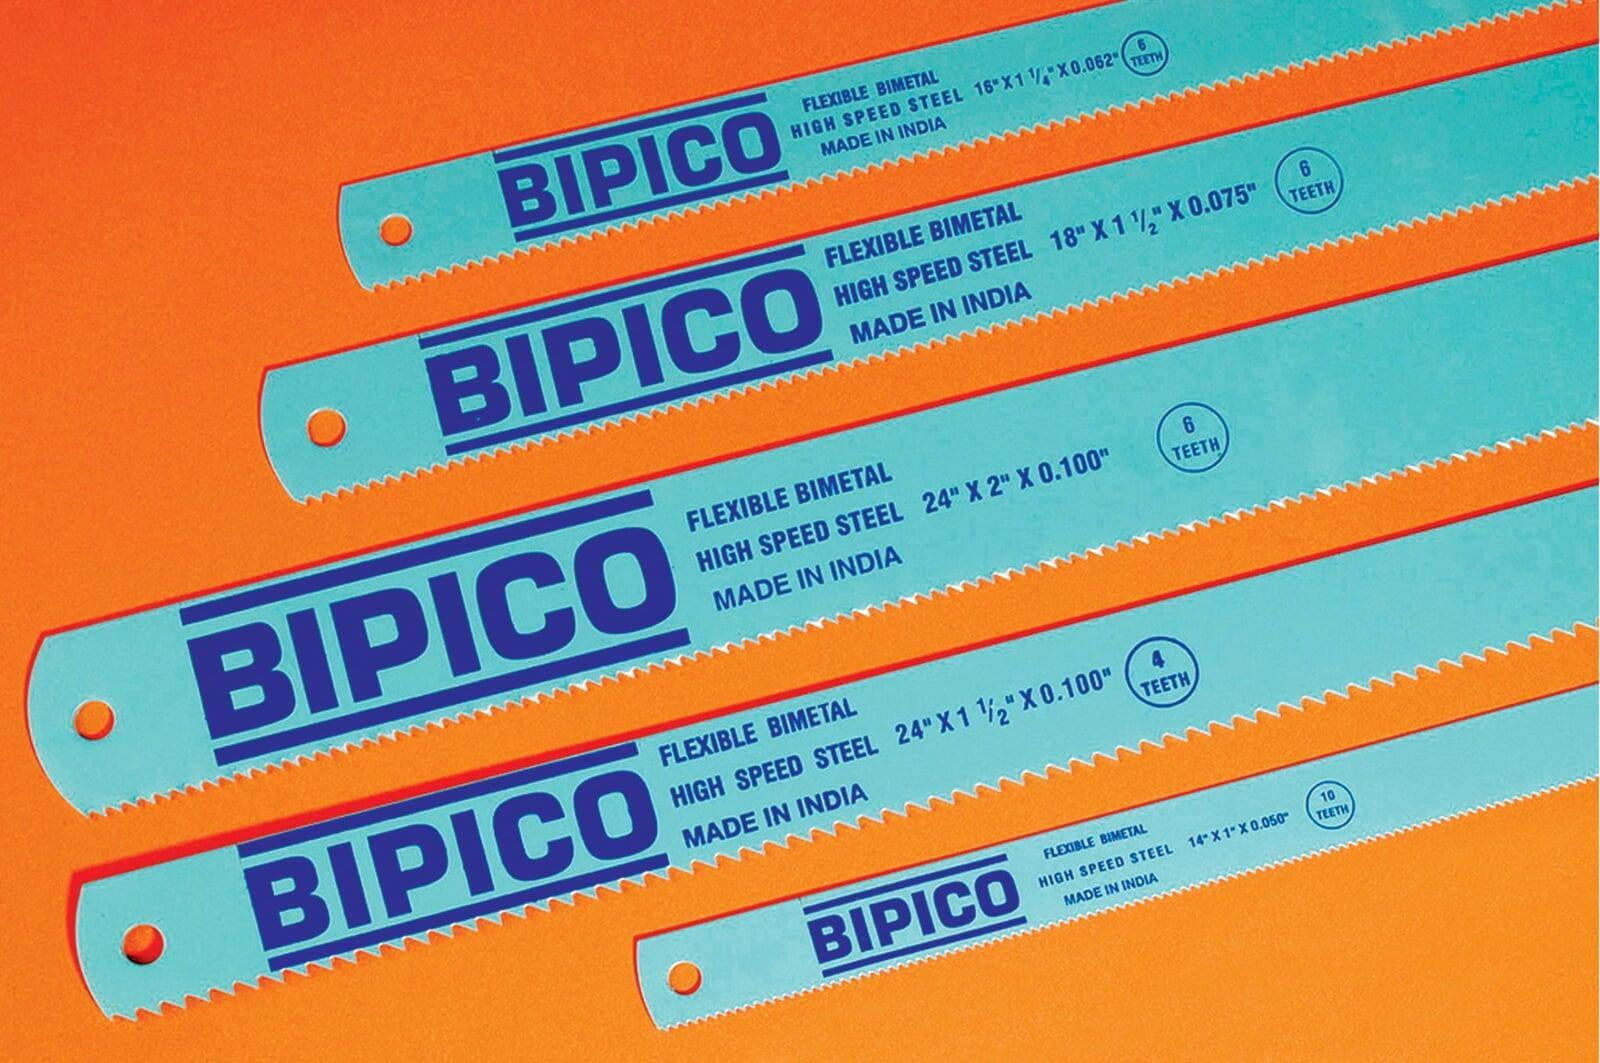 BIPICO
FLEXIBLE BIMETAL
HIGH SPEED STEEL 16" X 1 1/4" X 0.062"
MADE IN INDIA
6
TEETH
BIPICO
FLEXIBLE BIMETAL
HIGH SPEED STEEL 18" X 1 1/2" X 0.075"
MADE IN INDIA
6
TEETH
BIPICO
FLEXIBLE BIMETAL
HIGH SPEED STEEL 24" X 2" X 0.100"
MADE IN INDIA
6
TEETH
BIPICO
FLEXIBLE BIMETAL
HIGH SPEED STEEL 24" X 1 1/2" X 0.100"
MADE IN INDIA
4
TEETH
BIPICO
FLEXIBLE BIMETAL
HIGH SPEED STEEL 14" X 1" X 0.050"
MADE IN INDIA
10
TEETH